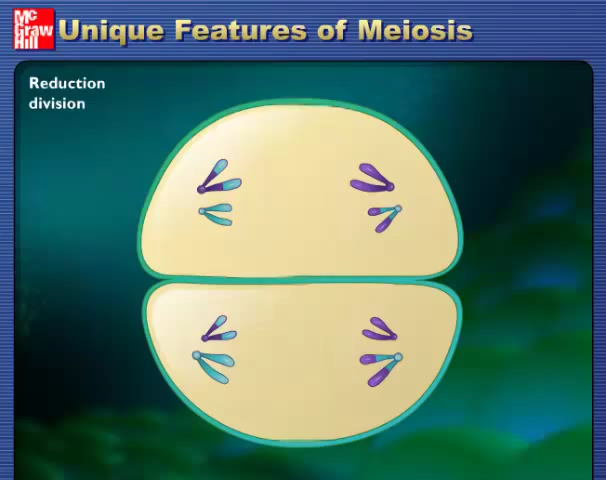 Mc
Graw
Hill
Unique Features of Meiosis
Reduction
division